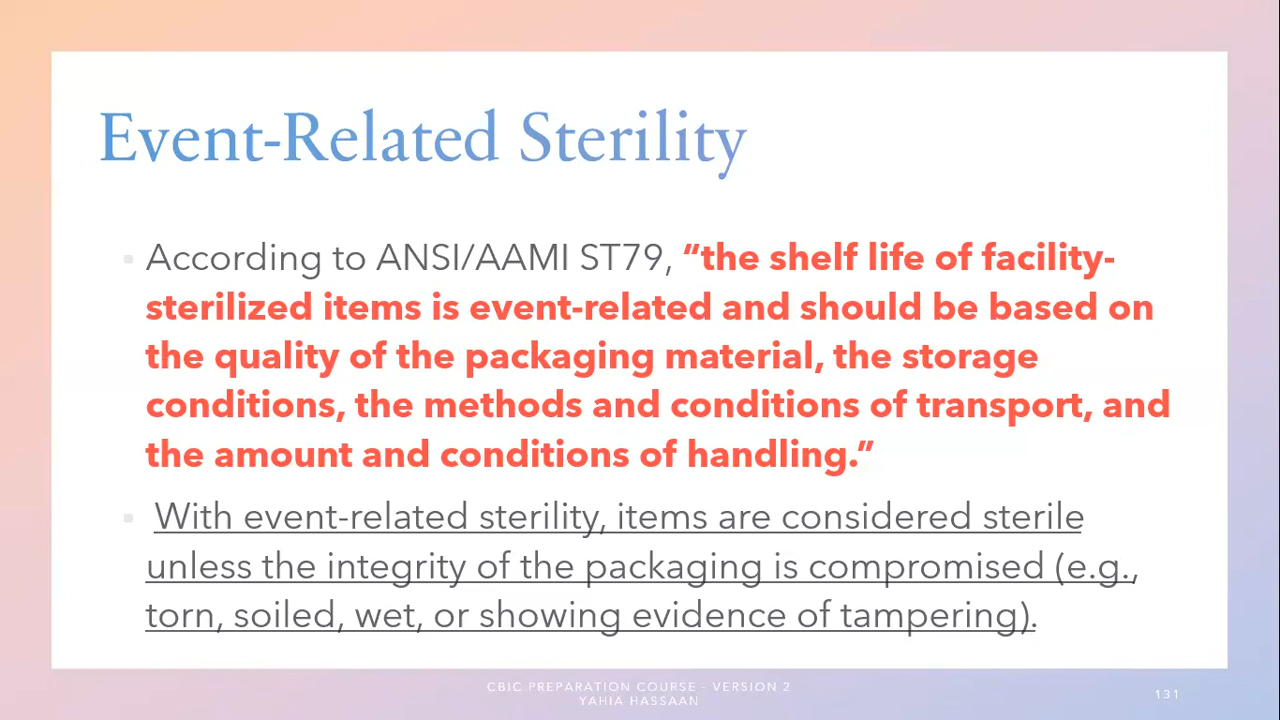 Event-Related Sterility
According to ANSI/AAMI ST79, “the shelf life of facility-
sterilized items is event-related and should be based on
the quality of the packaging material, the storage
conditions, the methods and conditions of transport, and
the amount and conditions of handling.”
With event-related sterility, items are considered sterile
unless the integrity of the packaging is compromised (e.g.,
torn, soiled, wet, or showing evidence of tampering).
CBIC PREPARATION COURSE - VERSION 2
YAHIA HASSAAN
131